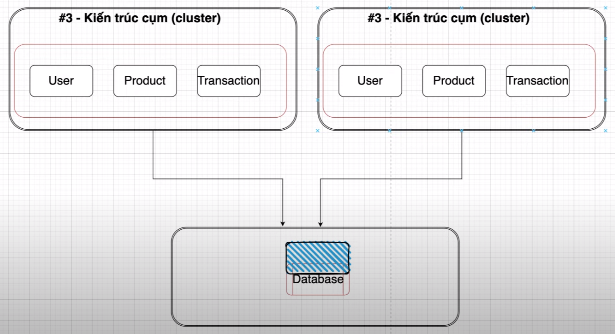 #3 - Kiến trúc cụm (cluster)
User
Product
Transaction
#3 - Kiến trúc cụm (cluster)
User
Product
Transaction
Database